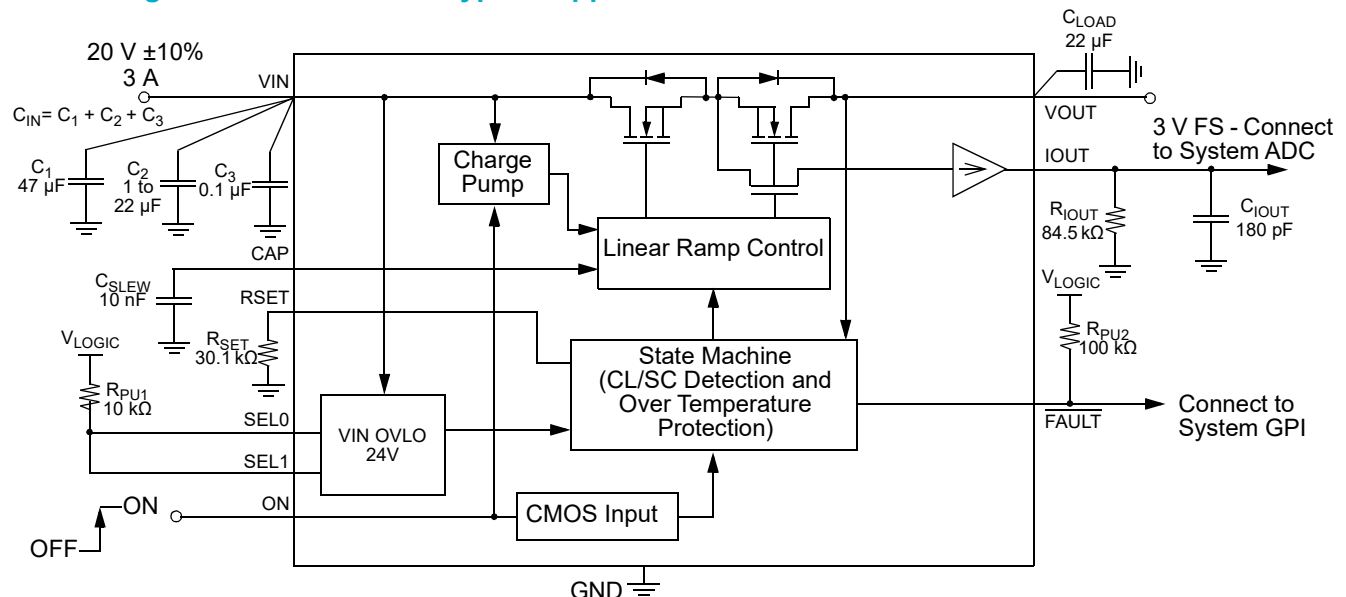 C_LOAD
22 µF
20 V ±10%
3 A
VIN
VOUT
C_IN= C_1 + C_2 + C_3
3 V FS - Connect
to System ADC
IOUT
Charge
Pump
C_1
47 µF
C_2
1 to
22 µF
C_3
0.1 µF
R_IOUT
84.5 kΩ
C_IOUT
180 pF
Linear Ramp Control
CAP
C_SLEW
10 nF
V_LOGIC
RSET
R_SET
30.1 kΩ
V_LOGIC
R_PU2
100 kΩ
State Machine
(CL/SC Detection and
Over Temperature
Protection)
R_PU1
10 kΩ
SEL0
VIN OVLO
24V
FAULT
Connect to
System GPI
SEL1
ON
ON
CMOS Input
OFF
GND